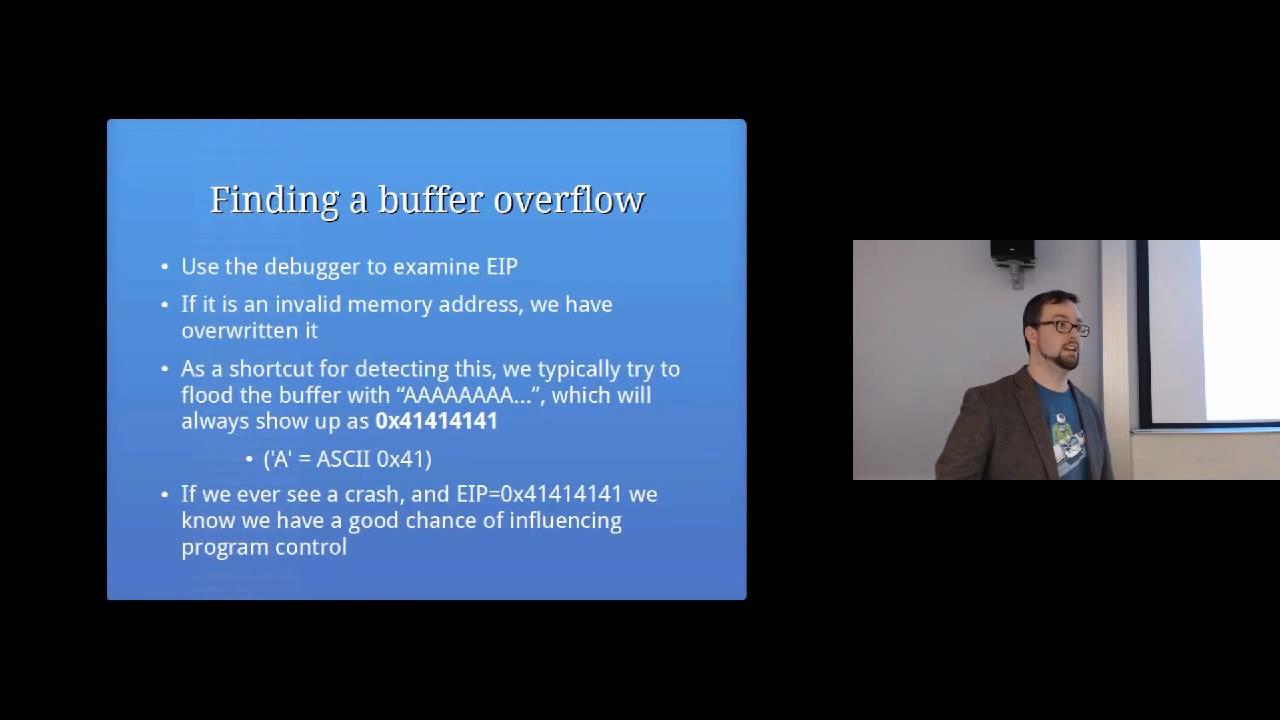 Finding a buffer overflow
• Use the debugger to examine EIP
• If it is an invalid memory address, we have
overwritten it
• As a shortcut for detecting this, we typically try to
flood the buffer with “AAAAAAAA...”, which will
always show up as 0x41414141
• ('A' = ASCII 0x41)
• If we ever see a crash, and EIP=0x41414141 we
know we have a good chance of influencing
program control